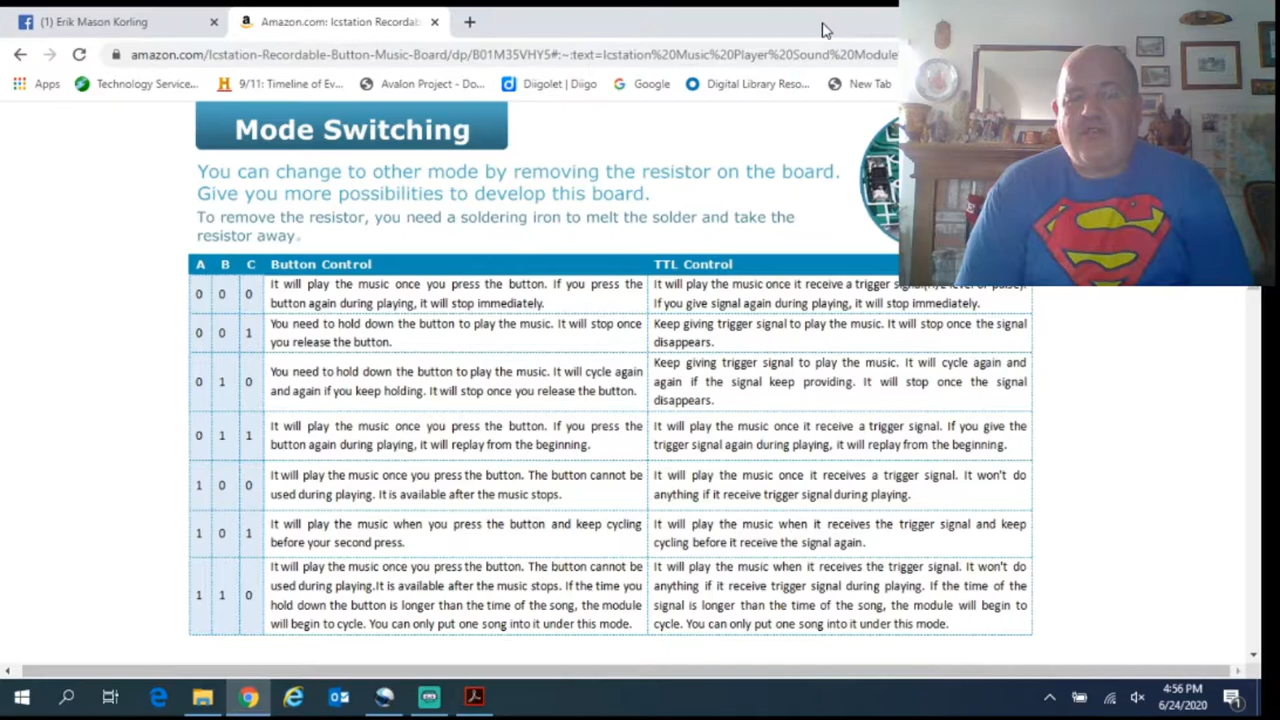 (1) Erik Mason Korling
Amazon.com: Icstation Recordab
amazon.com/Icstation-Recordable-Button-Music-Board/dp/B01M35VHY5#:~:text=Icstation%20Music%20Player%20Sound%20Module
Apps Technology Service... 9/11: Timeline of Ev... Avalon Project - Do... Diigolet | Diigo Google Digital Library Reso... New Tab
Mode Switching
You can change to other mode by removing the resistor on the board.
Give you more possibilities to develop this board.
To remove the resistor, you need a soldering iron to melt the solder and take the
resistor away.
A B C Button Control TTL Control
0 0 0
It will play the music once you press the button. If you press the
button again during playing, it will stop immediately.
It will play the music once it receive a trigger
If you give signal again during playing, it will stop immediately.
0 0 1
You need to hold down the button to play the music. It will stop once
you release the button.
Keep giving trigger signal to play the music. It will stop once the signal
disappears.
0 1 0
You need to hold down the button to play the music. It will cycle again
and again if you keep holding. It will stop once you release the button.
Keep giving trigger signal to play the music. It will cycle again and
again if the signal keep providing. It will stop once the signal
disappears.
0 1 1
It will play the music once you press the button. If you press the
button again during playing, it will replay from the beginning.
It will play the music once it receive a trigger signal. If you give the
trigger signal again during playing, it will replay from the beginning.
1 0 0
It will play the music once you press the button. The button cannot be
used during playing. It is available after the music stops.
It will play the music once it receives a trigger signal. It won't do
anything if it receive trigger signal during playing.
1 0 1
It will play the music when you press the button and keep cycling
before your second press.
It will play the music when it receives the trigger signal and keep
cycling before it receive the signal again.
1 1 0
It will play the music once you press the button. The button cannot be
used during playing.It is available after the music stops. If the time you
hold down the button is longer than the time of the song, the module
will begin to cycle. You can only put one song into it under this mode.
It will play the music when it receives the trigger signal. It won't do
anything if it receive trigger signal during playing. If the time of the
signal is longer than the time of the song, the module will begin to
cycle. You can only put one song into it under this mode.
4:56 PM
6/24/2020
1